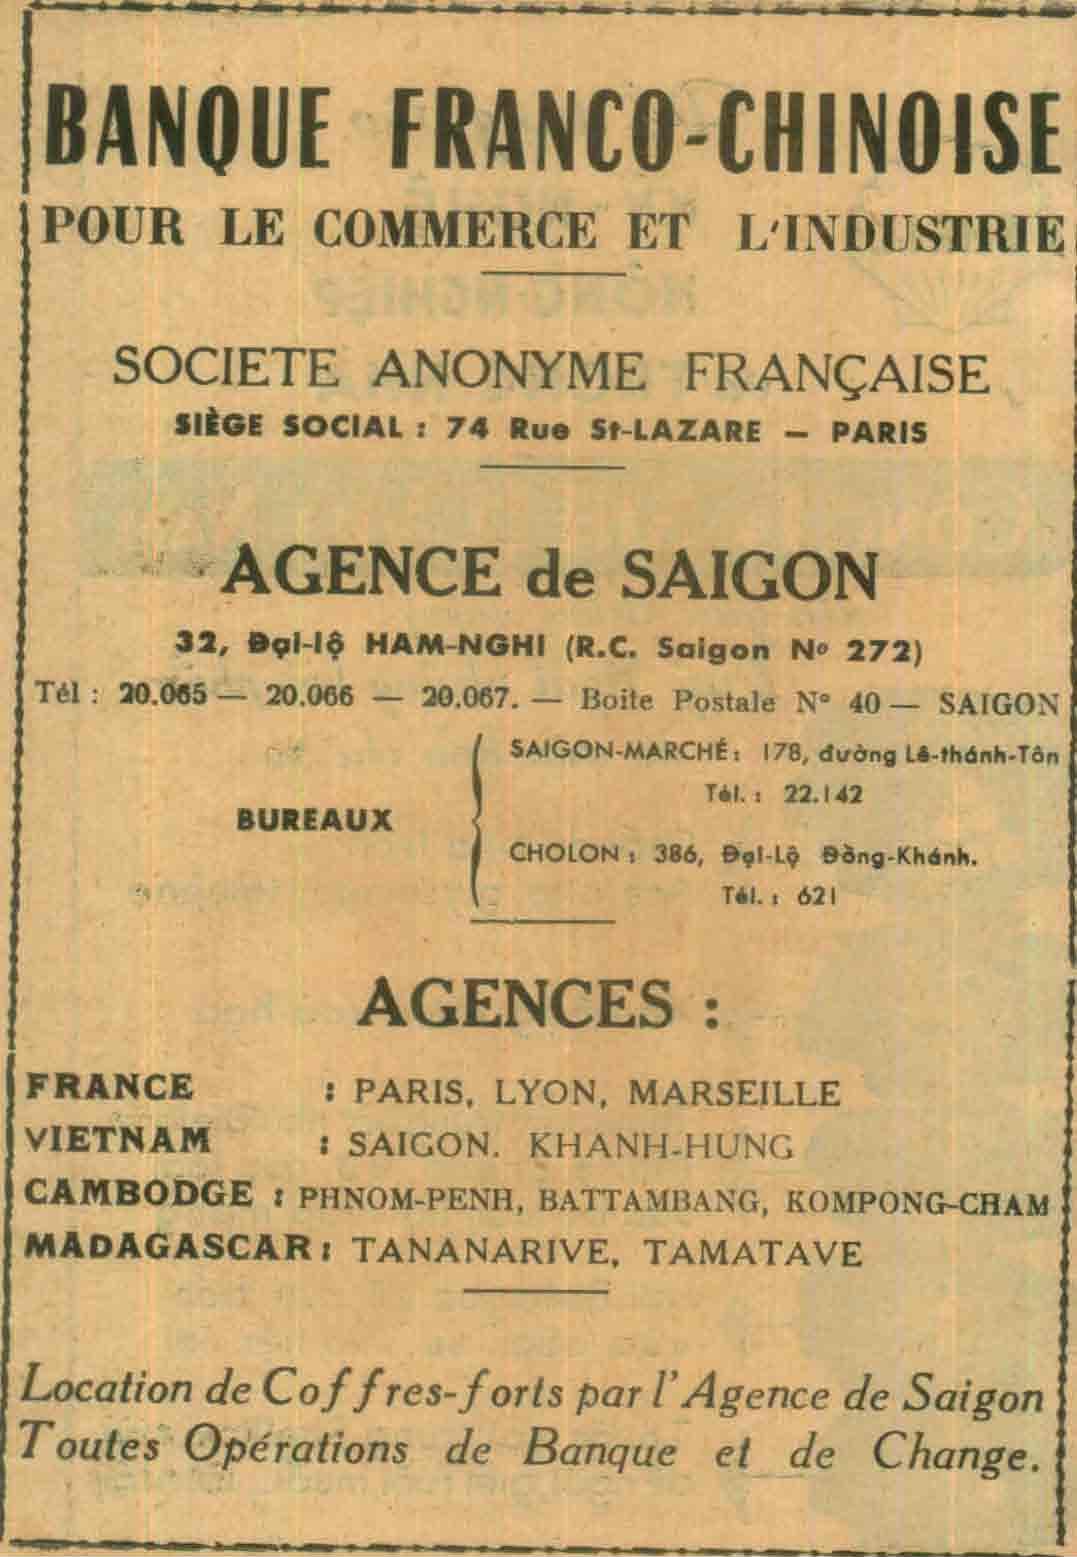 BANQUE FRANCO-CHINOISE
POUR LE COMMERCE ET L'INDUSTRIE
SOCIETE ANONYME FRANÇAISE
SIÈGE SOCIAL : 74 Rue St-LAZARE — PARIS
AGENCE de SAIGON
32, Đại-lộ HAM-NGHI (R.C. Saigon Nº 272)
Tél : 20.065 — 20.066 — 20.067. — Boite Postale N° 40 — SAIGON
SAIGON-MARCHÉ : 178, đường Lê-thánh-Tôn
Tél. : 22.142
BUREAUX
CHOLON : 386, Đại-Lộ Đồng-Khánh.
Tél. : 621
AGENCES :
FRANCE : PARIS, LYON, MARSEILLE
VIETNAM : SAIGON. KHANH-HUNG
CAMBODGE : PHNOM-PENH, BATTAMBANG, KOMPONG-CHAM
MADAGASCAR : TANANARIVE, TAMATAVE
Location de Coffres-forts par l'Agence de Saigon
Toutes Opérations de Banque et de Change.